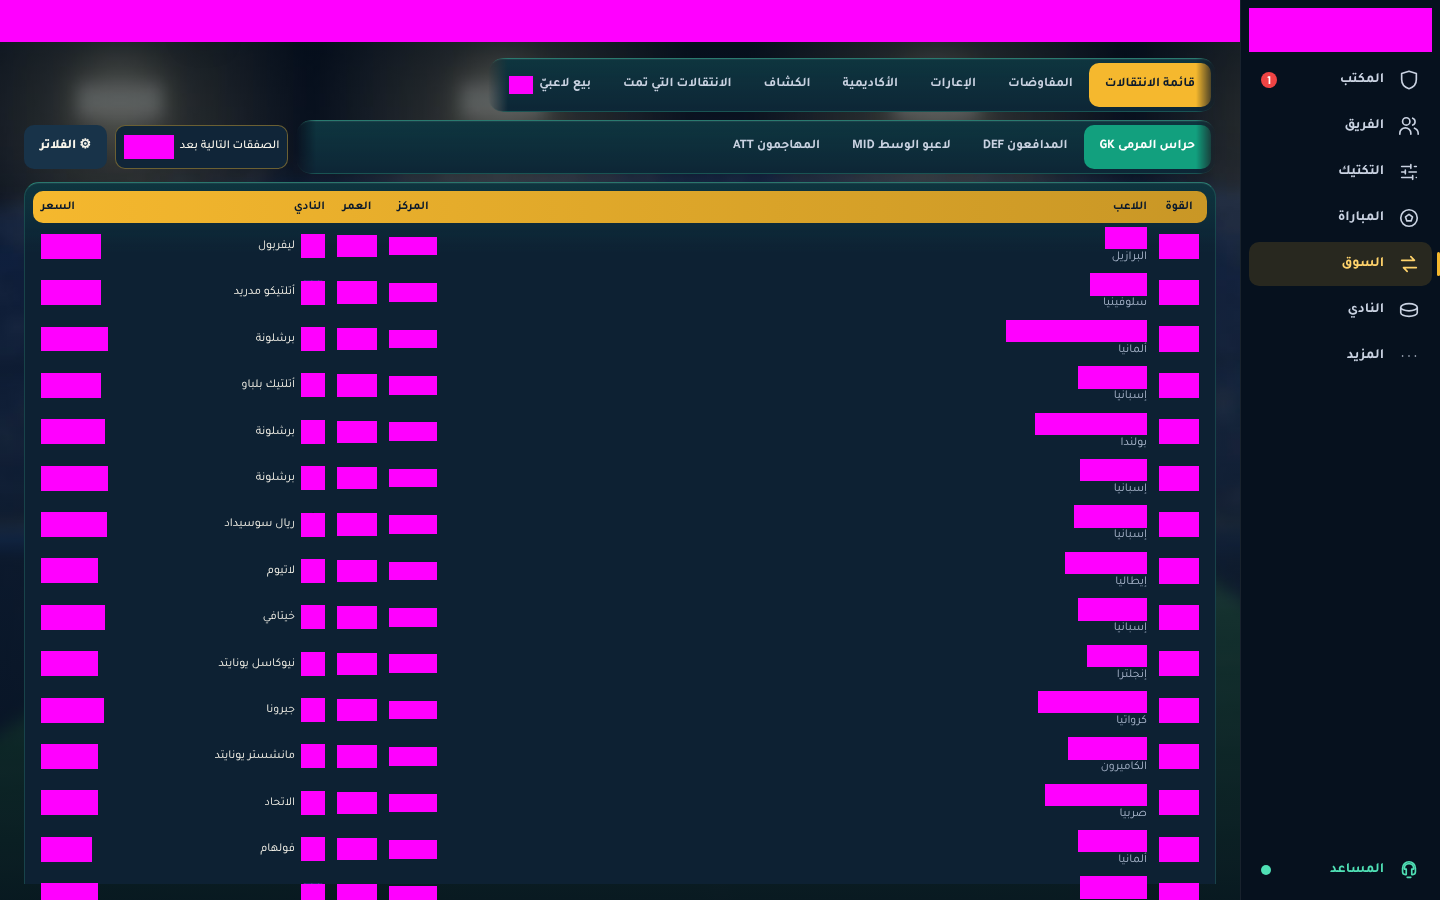 المكتب
1
الفريق
التكتيك
المباراة
السوق
النادي
المزيد
المساعد
قائمة الانتقالات
المفاوضات
الإعارات
الأكاديمية
الكشاف
الانتقالات التي تمت
بيع لاعبيّ
حراس المرمى GK
المدافعون DEF
لاعبو الوسط MID
المهاجمون ATT
الصفقات التالية بعد
⚙ الفلاتر
القوة اللاعب المركز العمر النادي السعر
البرازيل ليفربول
سلوفينيا أتلتيكو مدريد
ألمانيا برشلونة
إسبانيا أتلتيك بلباو
بولندا برشلونة
إسبانيا برشلونة
إسبانيا ريال سوسيداد
إيطاليا لاتيوم
إسبانيا خيتافي
إنجلترا نيوكاسل يونايتد
كرواتيا جيرونا
الكاميرون مانشستر يونايتد
صربيا الاتحاد
ألمانيا فولهام